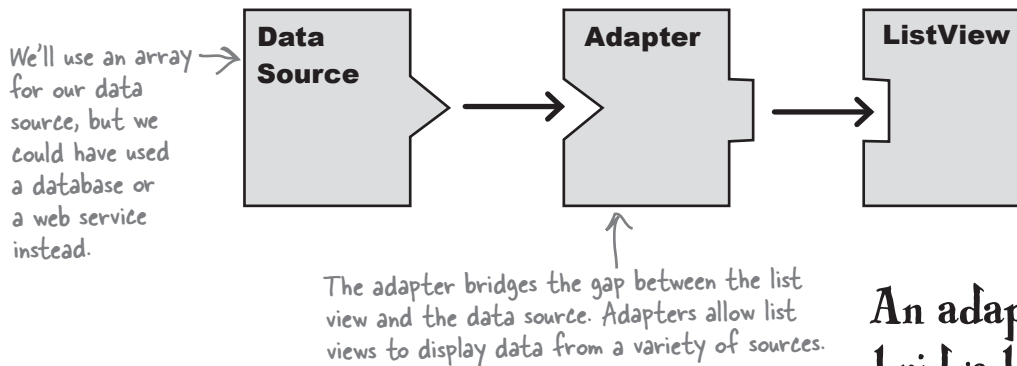 We'll use an array
for our data
source, but we
could have used
a database or
a web service
instead.
Data
Source
Adapter
ListView
The adapter bridges the gap between the list
view and the data source. Adapters allow list
views to display data from a variety of sources.
An